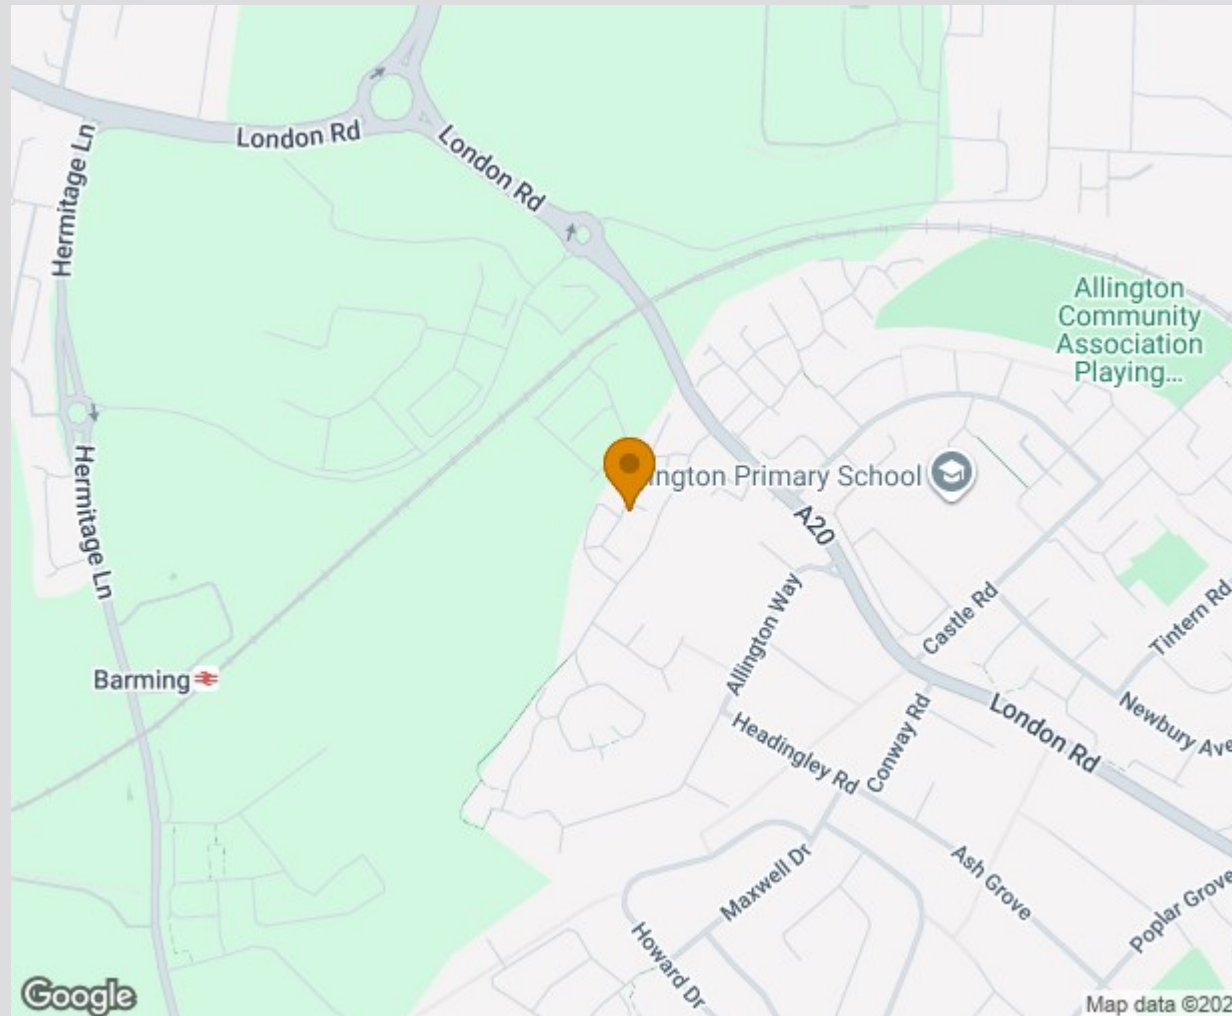 London Rd
London Rd
Hermitage Ln
Allington
Community
Association
Playing...
ington Primary School
A20
Hermitage Ln
Castle Rd
Tintern Rd
Allington Way
Barming
Newbury Ave
London Rd
Conway Rd
Headingley Rd
Ash Grove
Maxwell Dr
Poplar Grove
Howard Dr
Google
Map data ©202